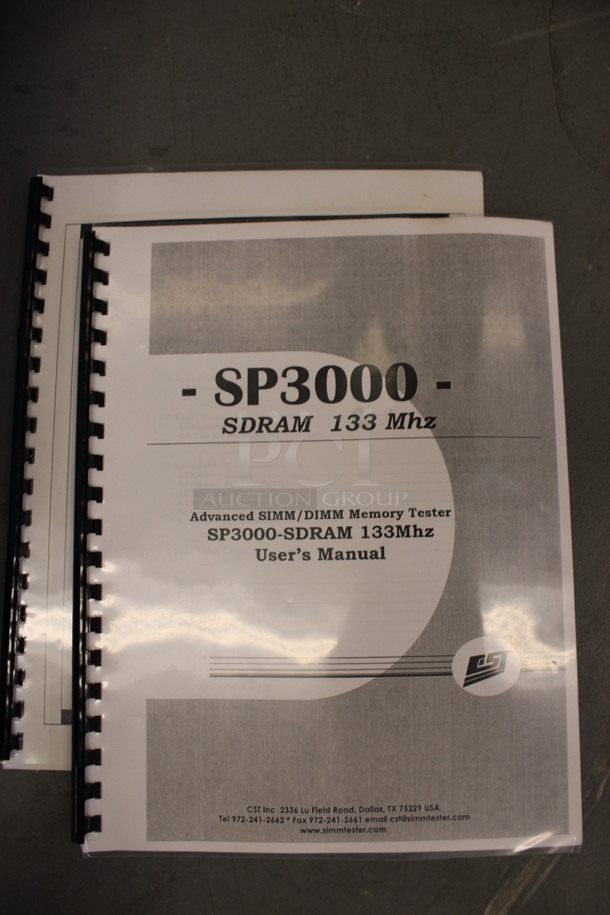 - SP3000 -
SDRAM 133 Mhz
PCI
AUCTION GROUP
Advanced SIMM/DIMM Memory Tester
SP3000-SDRAM 133Mhz
User's Manual
CST
CST Inc 2336 Lu Field Road, Dallas, TX 75229 USA
Tel 972-241-2662 * Fax 972-241-2661 email cst@simmtester.com
www.simmtester.com